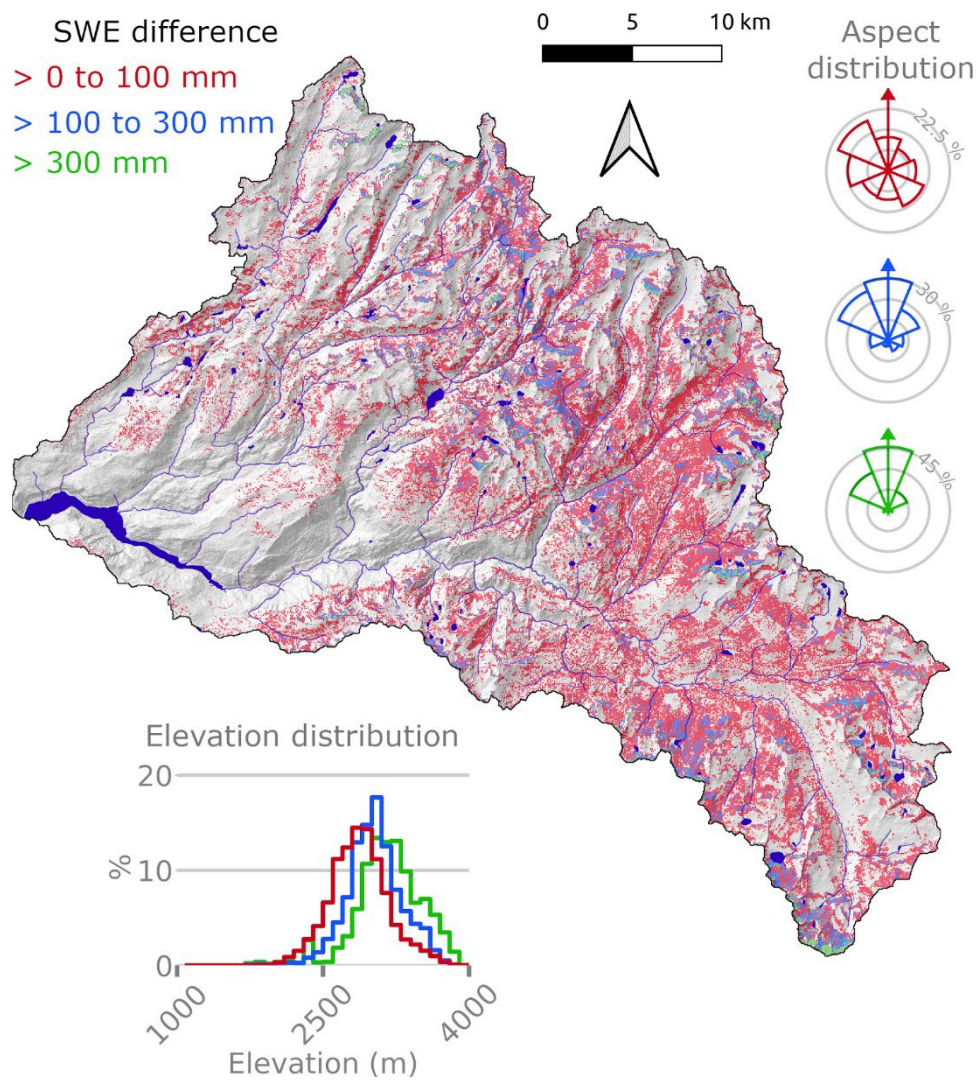 SWE difference
> 0 to 100 mm
> 100 to 300 mm
> 300 mm
0 5 10 km
Aspect
distribution
22.5 %
30 %
45 %
Elevation distribution
20
10
0
%
1000
2500
4000
Elevation (m)